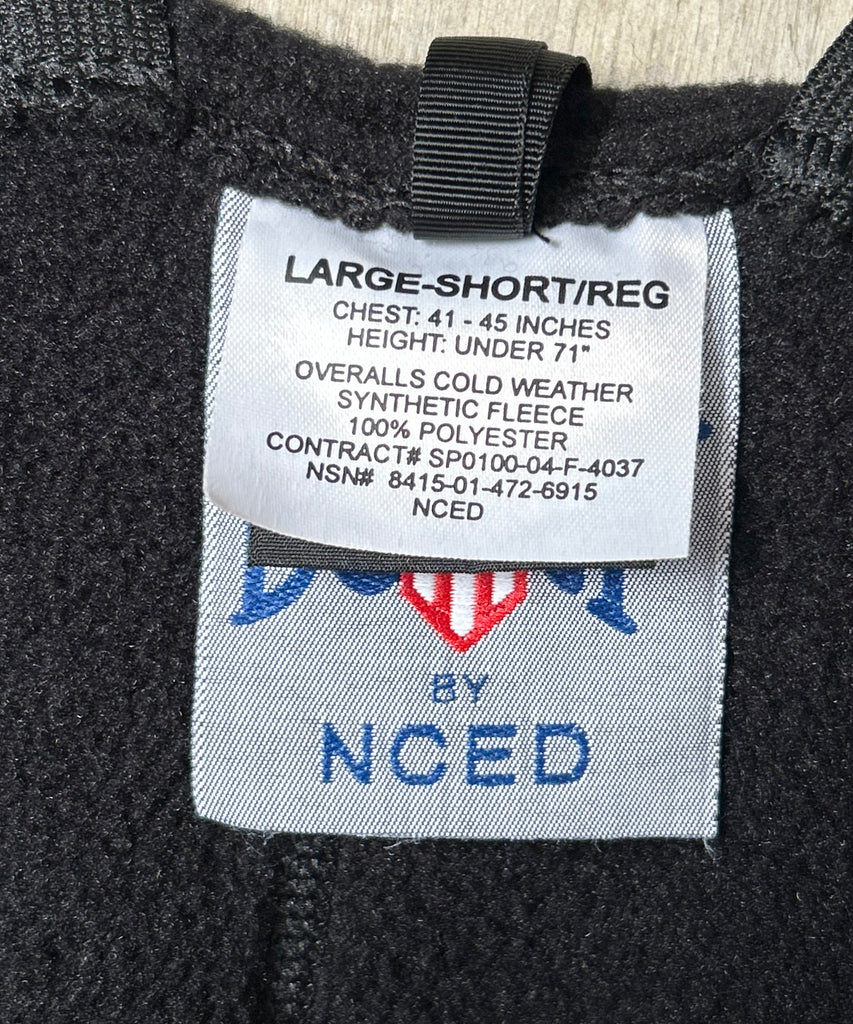 LARGE-SHORT/REG
CHEST: 41 - 45 INCHES
HEIGHT: UNDER 71"
OVERALLS COLD WEATHER
SYNTHETIC FLEECE
100% POLYESTER
CONTRACT# SP0100-04-F-4037
NSN# 8415-01-472-6915
NCED
BY
NCED